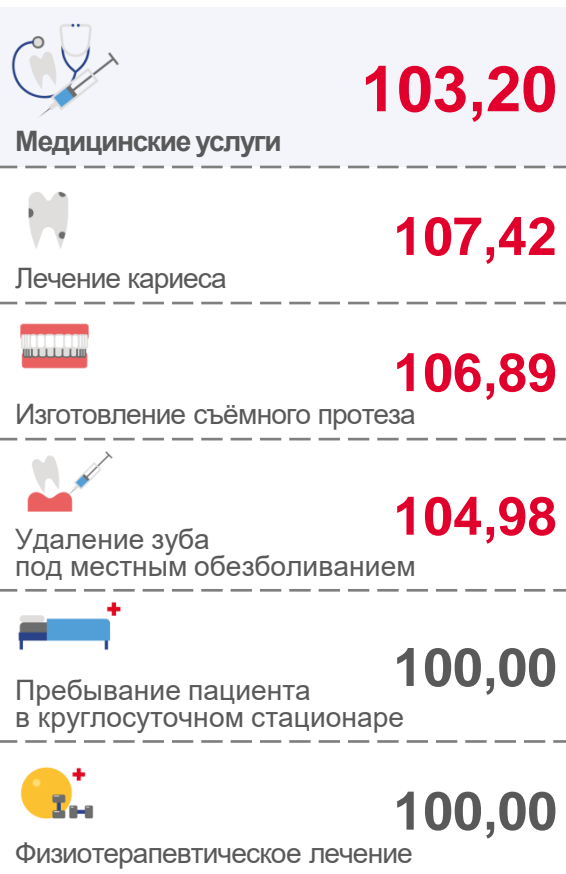 103,20
Медицинские услуги
107,42
Лечение кариеса
106,89
Изготовление съёмного протеза
104,98
Удаление зуба
под местным обезболиванием
100,00
Пребывание пациента
в круглосуточном стационаре
100,00
Физиотерапевтическое лечение